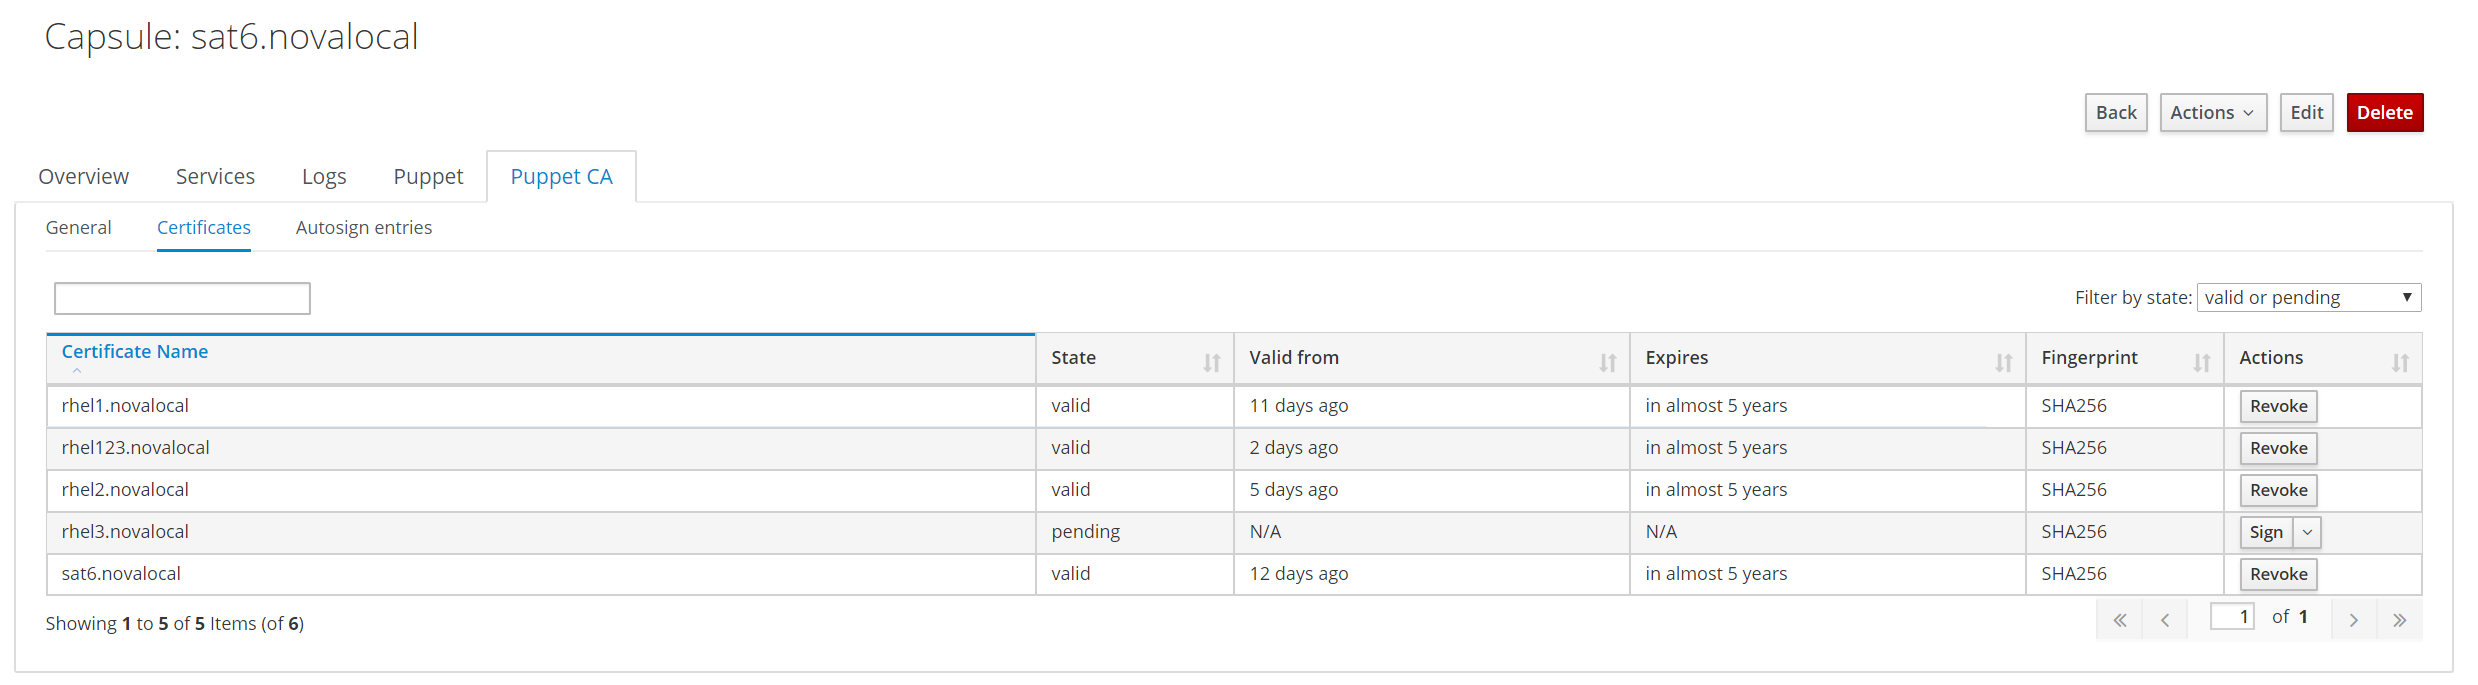 Capsule: sat6.novalocal
Back Actions Edit Delete
Overview Services Logs Puppet Puppet CA
General Certificates Autosign entries
Filter by state: valid or pending
Certificate Name State Valid from Expires Fingerprint Actions
rhel1.novalocal valid 11 days ago in almost 5 years SHA256 Revoke
rhel123.novalocal valid 2 days ago in almost 5 years SHA256 Revoke
rhel2.novalocal valid 5 days ago in almost 5 years SHA256 Revoke
rhel3.novalocal pending N/A N/A SHA256 Sign
sat6.novalocal valid 12 days ago in almost 5 years SHA256 Revoke
Showing 1 to 5 of 5 Items (of 6) « ‹ 1 of 1 › »